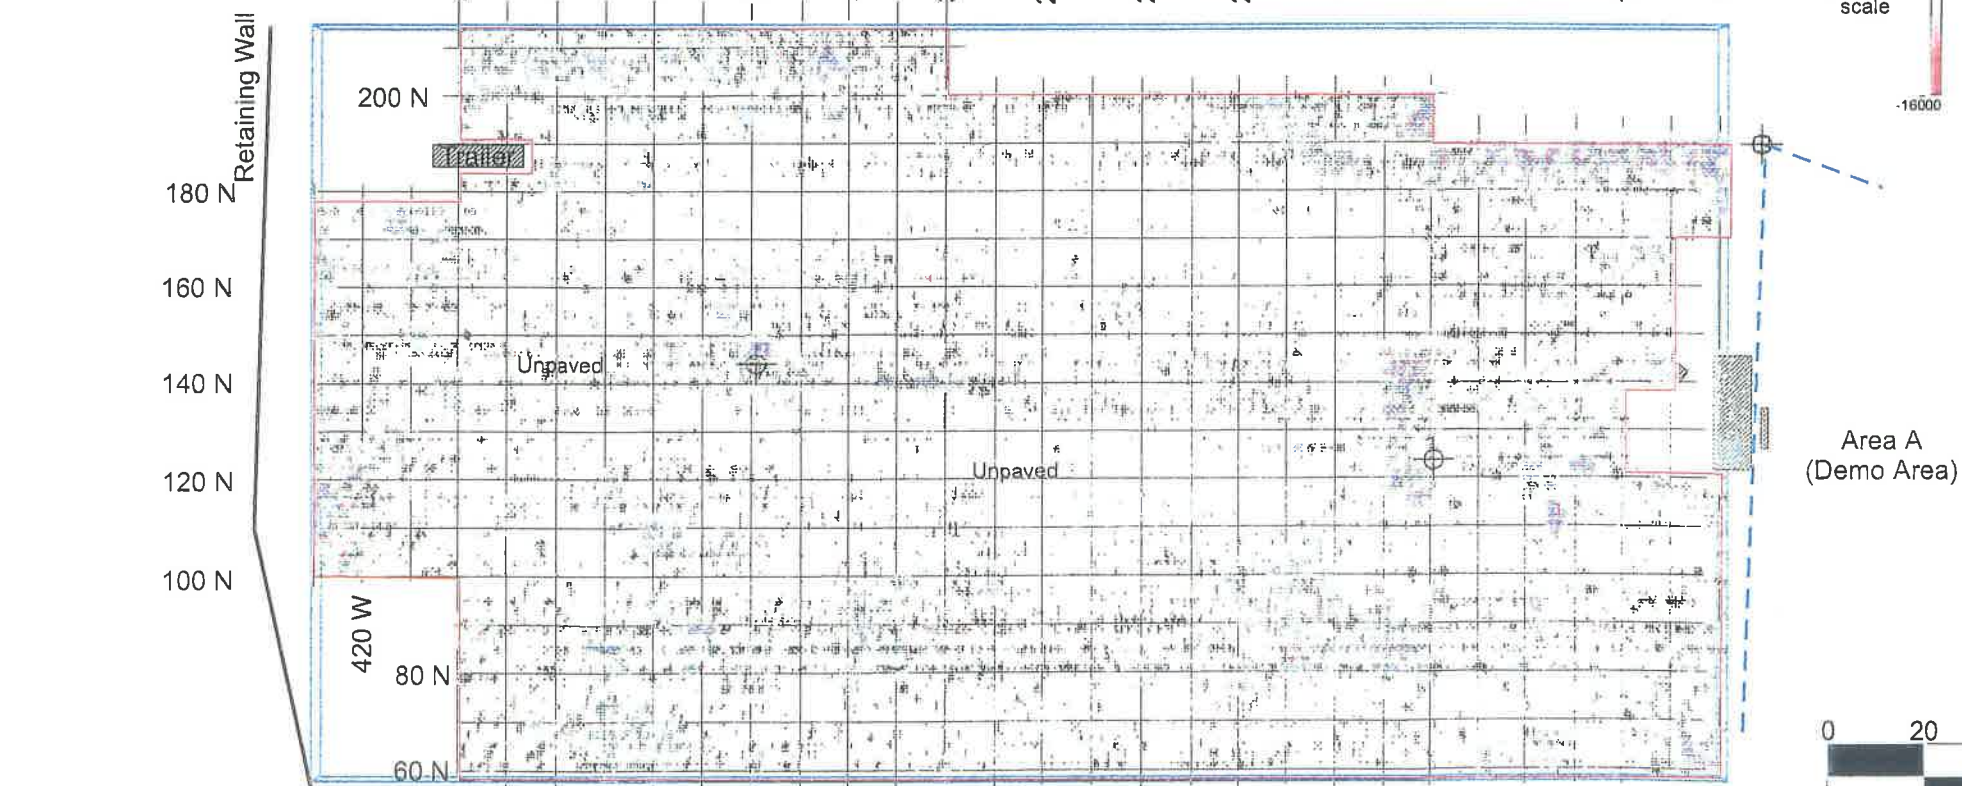 scale
-16000
Retaining Wall
200 N
Trailer
180 N
160 N
Unpaved
140 N
Area A
(Demo Area)
Unpaved
120 N
100 N
420 W
80 N
0 20
60 N